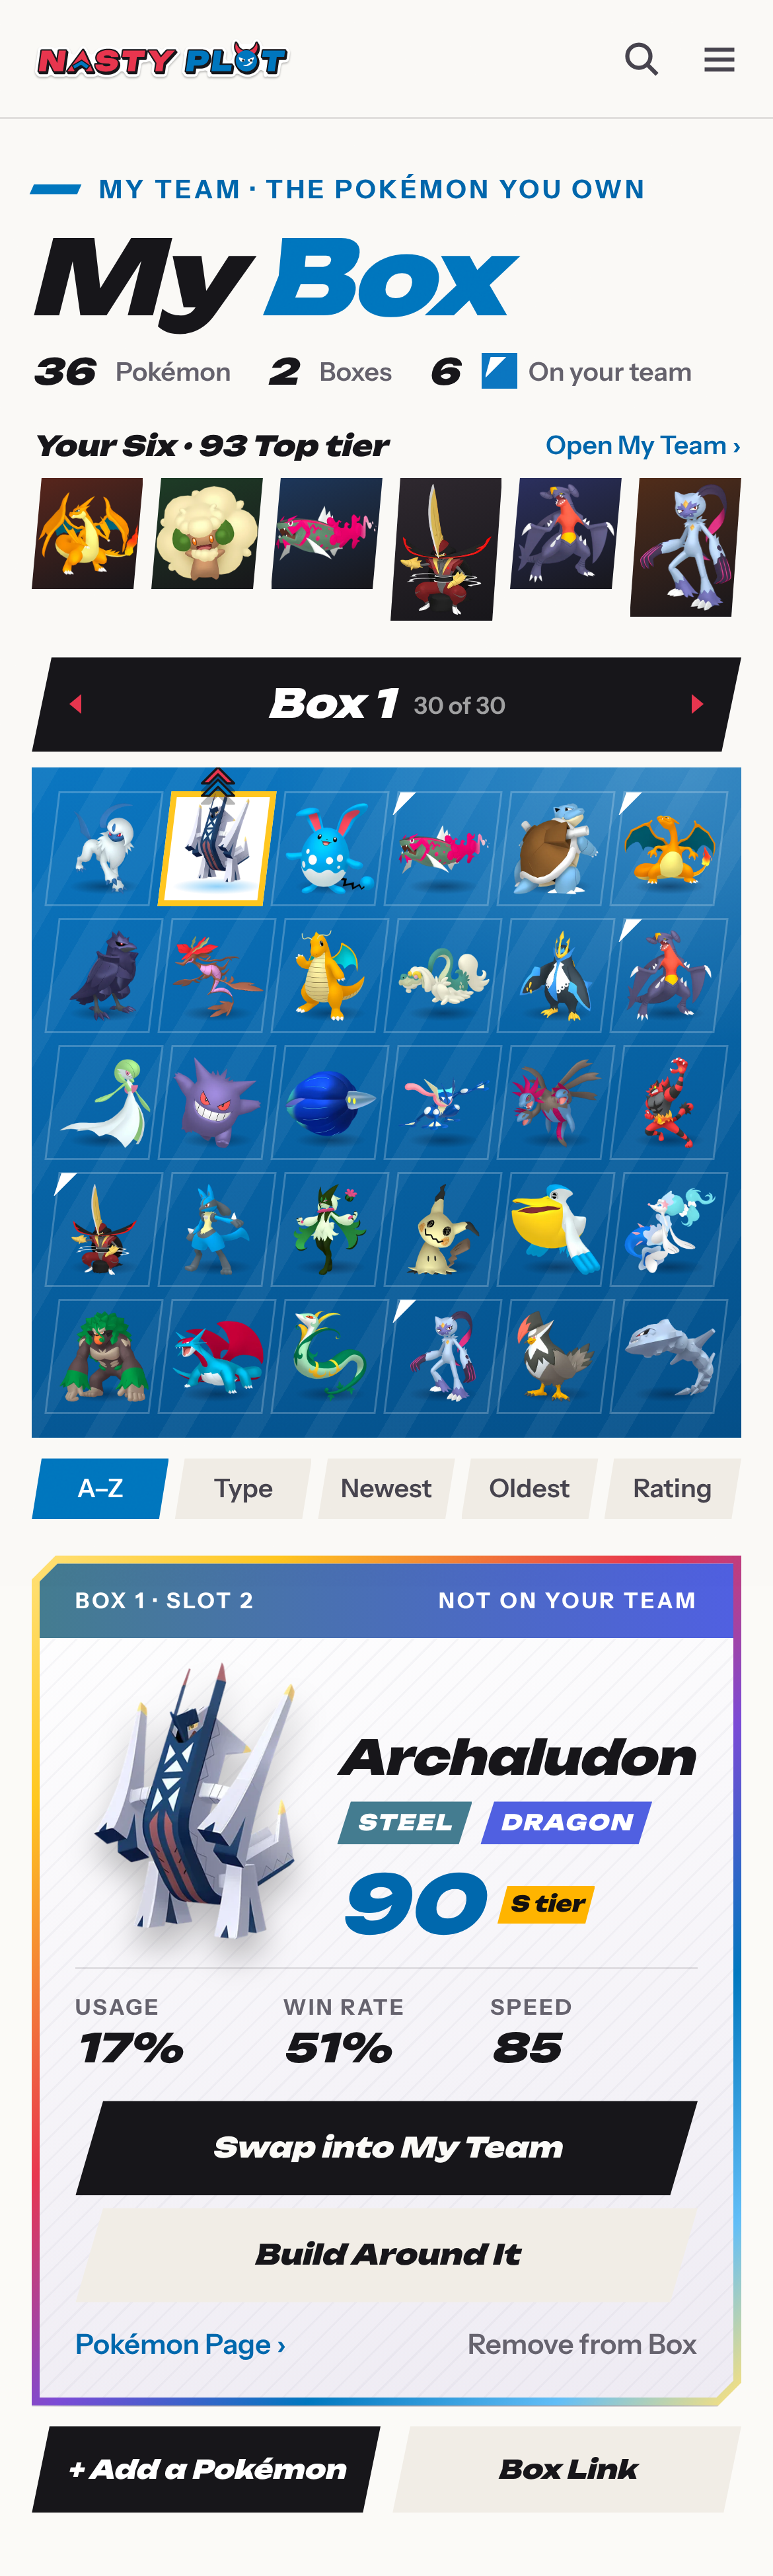 NASTY PLOT
MY TEAM · THE POKÉMON YOU OWN
My Box
36 Pokémon 2 Boxes 6 On your team
Your Six · 93 Top tier Open My Team ›
Box 1 30 of 30
A–Z Type Newest Oldest Rating
BOX 1 · SLOT 2 NOT ON YOUR TEAM
Archaludon
STEEL DRAGON
90 S tier
USAGE WIN RATE SPEED
17% 51% 85
Swap into My Team
Build Around It
Pokémon Page › Remove from Box
+ Add a Pokémon Box Link